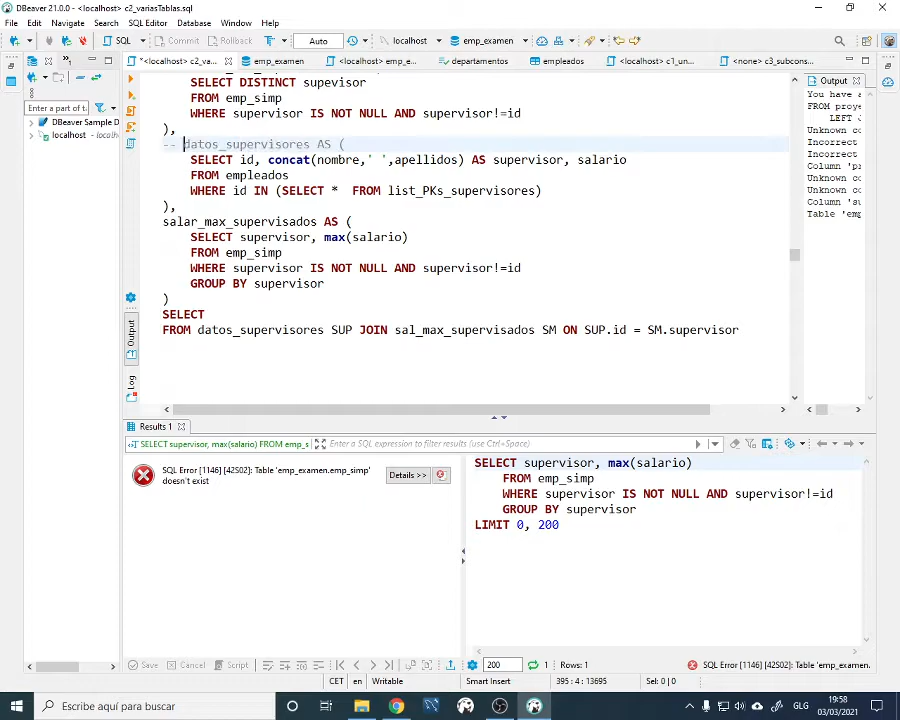 DBeaver 21.0.0 - <localhost> c2_variasTablas.sql
File Edit Navigate Search SQL Editor Database Window Help
SQL Commit Rollback Auto localhost emp_examen
*<localhost> c2_va... emp_examen <localhost> emp_e... departamentos empleados <localhost> c1_un... <none> c3_subcons...
Enter a part of t
DBeaver Sample D
localhost - localho
SELECT DISTINCT supevisor
FROM emp_simp
WHERE supervisor IS NOT NULL AND supervisor!=id
),
-- datos_supervisores AS (
SELECT id, concat(nombre,' ',apellidos) AS supervisor, salario
FROM empleados
WHERE id IN (SELECT *  FROM list_PKs_supervisores)
),
salar_max_supervisados AS (
SELECT supervisor, max(salario)
FROM emp_simp
WHERE supervisor IS NOT NULL AND supervisor!=id
GROUP BY supervisor
)
SELECT
FROM datos_supervisores SUP JOIN sal_max_supervisados SM ON SUP.id = SM.supervisor
Output
Log
Output
You have a
FROM proye
LEFT J
Unknown co
Incorrect
Incorrect
Column 'p
Unknown co
Unknown co
Column 'su
Table 'emp
Results 1
SELECT supervisor, max(salario) FROM emp_s Enter a SQL expression to filter results (use Ctrl+Space)
SQL Error [1146] [42S02]: Table 'emp_examen.emp_simp'
doesn't exist
Details >>
SELECT supervisor, max(salario)
FROM emp_simp
WHERE supervisor IS NOT NULL AND supervisor!=id
GROUP BY supervisor
LIMIT 0, 200
Save Cancel Script 200 1 Rows: 1 SQL Error [1146] [42S02]: Table 'emp_examen.
CET en Writable Smart Insert 395 : 4 : 13695 Sel: 0 | 0
Escribe aquí para buscar
GLG
19:58
03/03/2021